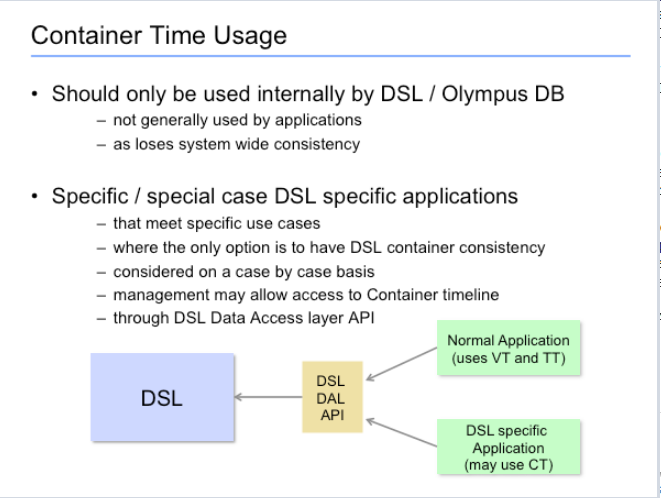 Container Time Usage
• Should only be used internally by DSL / Olympus DB
– not generally used by applications
– as loses system wide consistency
• Specific / special case DSL specific applications
– that meet specific use cases
– where the only option is to have DSL container consistency
– considered on a case by case basis
– management may allow access to Container timeline
– through DSL Data Access layer API
DSL
DSL
DAL
API
Normal Application
(uses VT and TT)
DSL specific
Application
(may use CT)